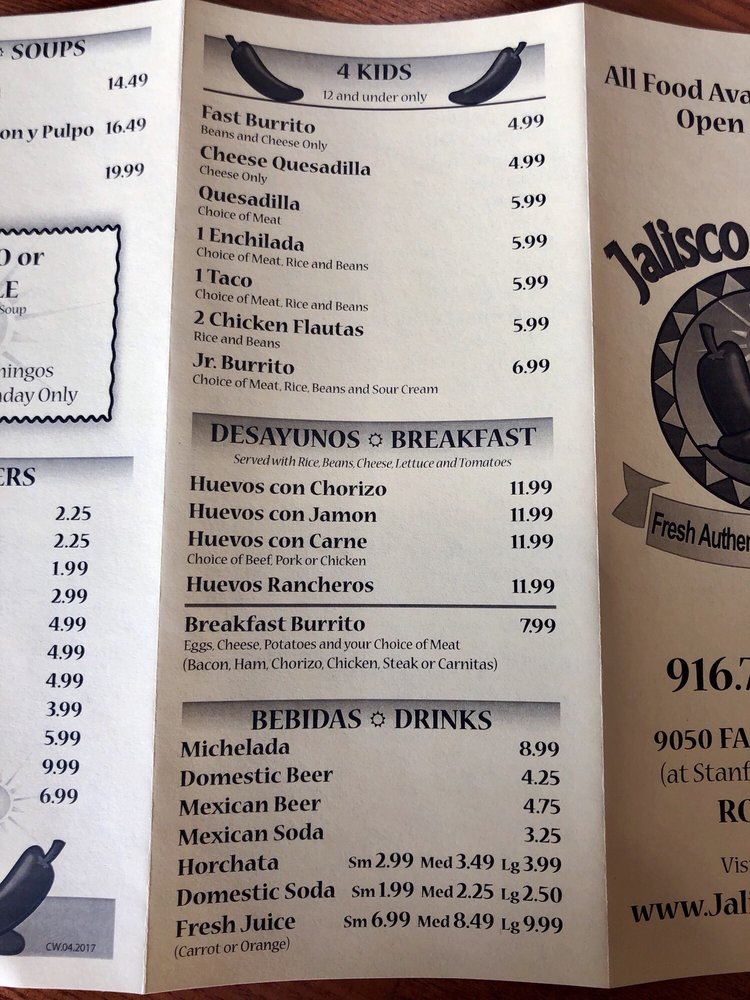 SOUPS
14.49
on y Pulpo 16.49
19.99
O or
LE
Soup
ningos
day Only
ERS
2.25
2.25
1.99
2.99
4.99
4.99
4.99
3.99
5.99
9.99
6.99
CW.04.2017
4 KIDS
12 and under only
Fast Burrito 4.99
Beans and Cheese Only
Cheese Quesadilla 4.99
Cheese Only
Quesadilla 5.99
Choice of Meat
1 Enchilada 5.99
Choice of Meat, Rice and Beans
1 Taco 5.99
Choice of Meat, Rice and Beans
2 Chicken Flautas 5.99
Rice and Beans
Jr. Burrito 6.99
Choice of Meat, Rice, Beans and Sour Cream
DESAYUNOS ☼ BREAKFAST
Served with Rice, Beans, Cheese, Lettuce and Tomatoes
Huevos con Chorizo 11.99
Huevos con Jamon 11.99
Huevos con Carne 11.99
Choice of Beef, Pork or Chicken
Huevos Rancheros 11.99
Breakfast Burrito 7.99
Eggs, Cheese, Potatoes and your Choice of Meat
(Bacon, Ham, Chorizo, Chicken, Steak or Carnitas)
BEBIDAS ☼ DRINKS
Michelada 8.99
Domestic Beer 4.25
Mexican Beer 4.75
Mexican Soda 3.25
Horchata Sm 2.99 Med 3.49 Lg 3.99
Domestic Soda Sm 1.99 Med 2.25 Lg 2.50
Fresh Juice Sm 6.99 Med 8.49 Lg 9.99
(Carrot or Orange)
All Food Ava
Open
Jalisco
Fresh Authen
916.7
9050 FA
(at Stanf
RO
Vis
www.Jali